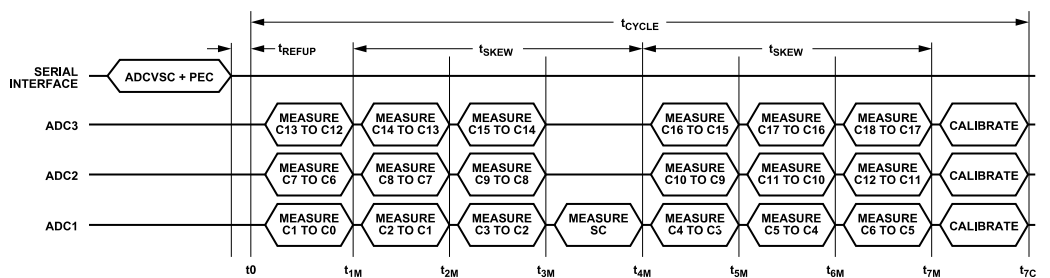 tCYCLE
tREFUP
tSKEW
tSKEW
SERIAL
INTERFACE
ADCVSC + PEC
ADC3
MEASURE
C13 TO C12
MEASURE
C14 TO C13
MEASURE
C15 TO C14
MEASURE
C16 TO C15
MEASURE
C17 TO C16
MEASURE
C18 TO C17
CALIBRATE
ADC2
MEASURE
C7 TO C6
MEASURE
C8 TO C7
MEASURE
C9 TO C8
MEASURE
C10 TO C9
MEASURE
C11 TO C10
MEASURE
C12 TO C11
CALIBRATE
ADC1
MEASURE
C1 TO C0
MEASURE
C2 TO C1
MEASURE
C3 TO C2
MEASURE
SC
MEASURE
C4 TO C3
MEASURE
C5 TO C4
MEASURE
C6 TO C5
CALIBRATE
t0
t1M
t2M
t3M
t4M
t5M
t6M
t7M
t7C